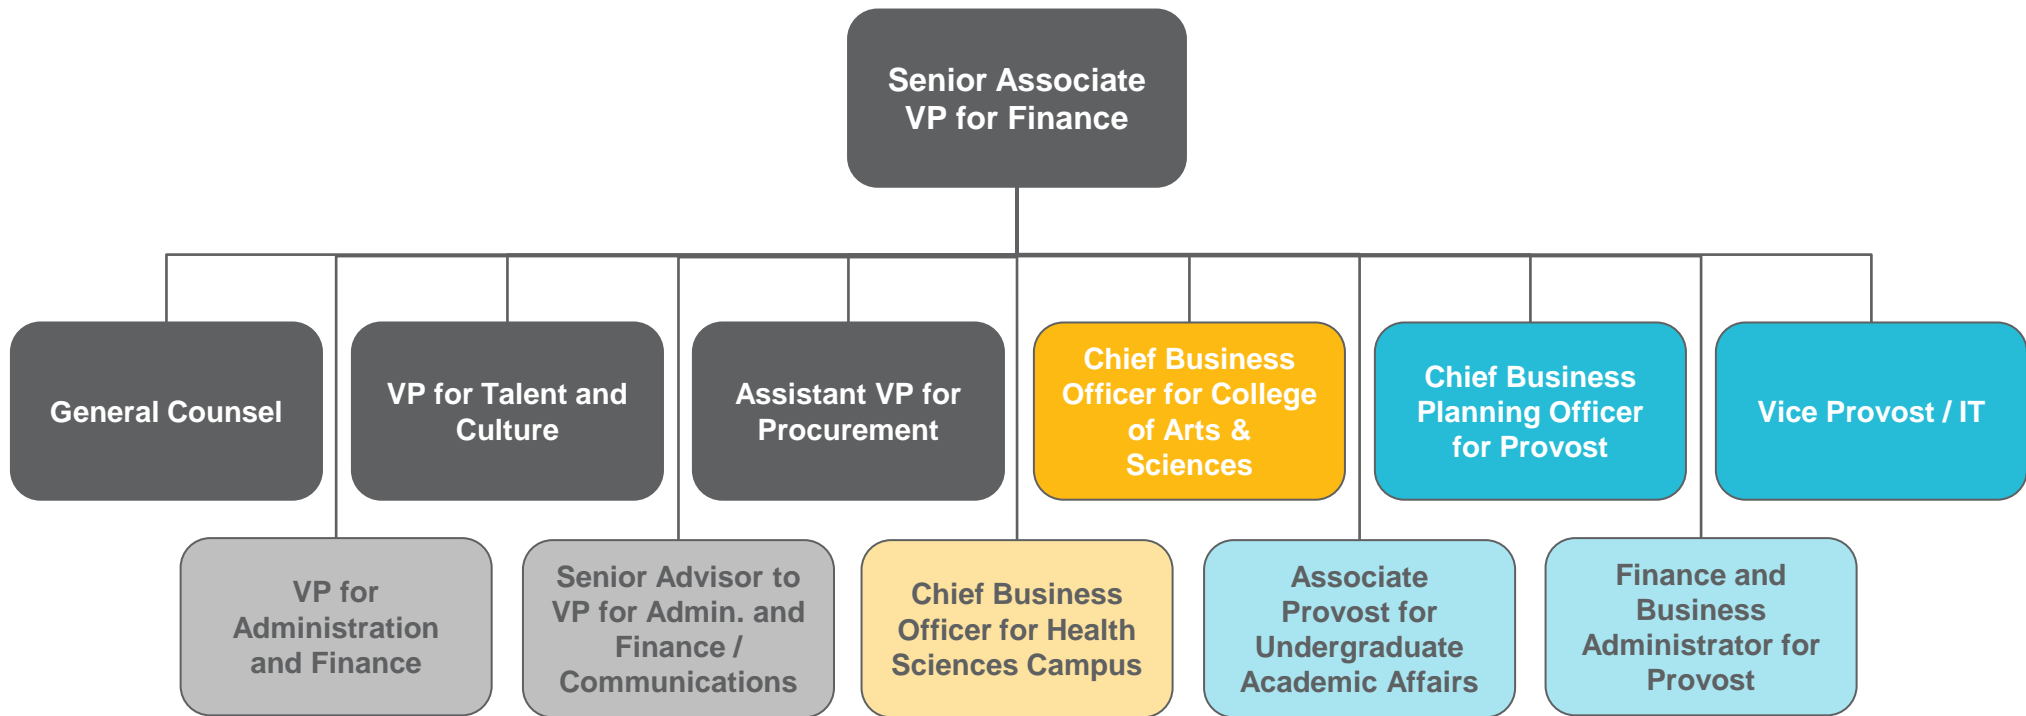 Senior Associate
VP for Finance
General Counsel
VP for Talent and
Culture
Assistant VP for
Procurement
Chief Business
Officer for College
of Arts &
Sciences
Chief Business
Planning Officer
for Provost
Vice Provost / IT
VP for
Administration
and Finance
Senior Advisor to
VP for Admin. and
Finance /
Communications
Chief Business
Officer for Health
Sciences Campus
Associate
Provost for
Undergraduate
Academic Affairs
Finance and
Business
Administrator for
Provost